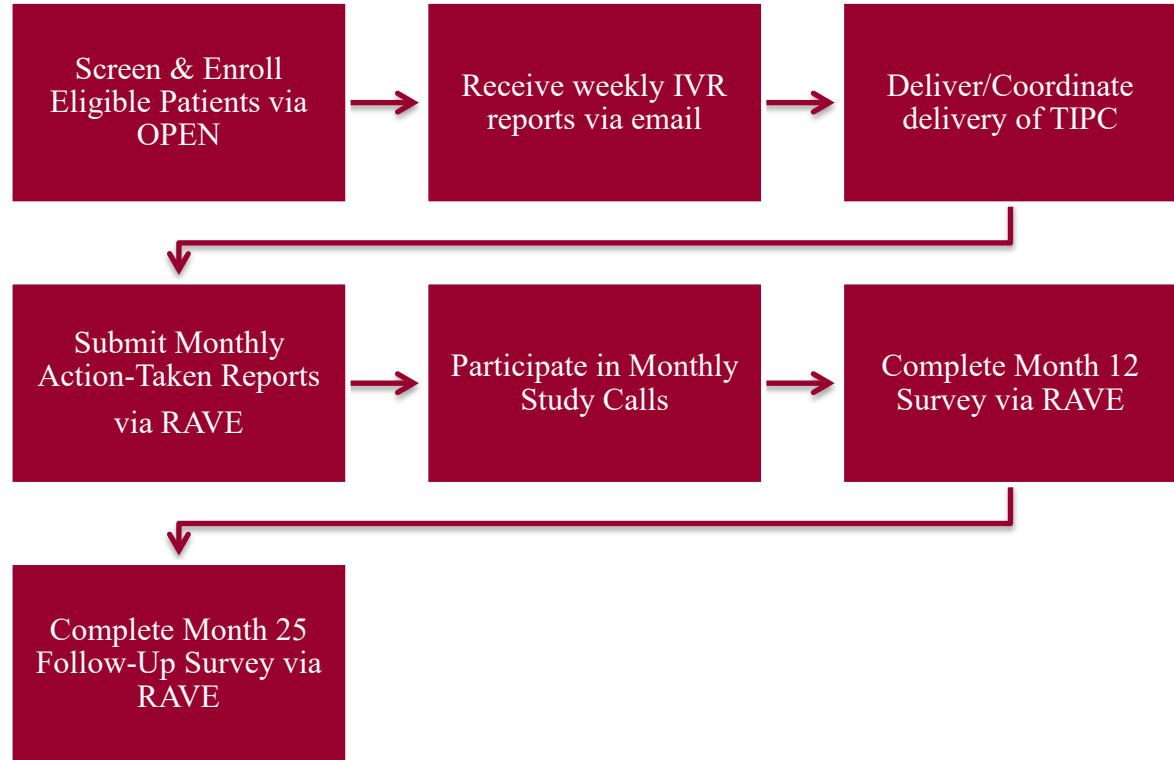 Screen & Enroll
Eligible Patients via
OPEN
Receive weekly IVR
reports via email
Deliver/Coordinate
delivery of TIPC
Submit Monthly
Action-Taken Reports
via RAVE
Participate in Monthly
Study Calls
Complete Month 12
Survey via RAVE
Complete Month 25
Follow-Up Survey via
RAVE